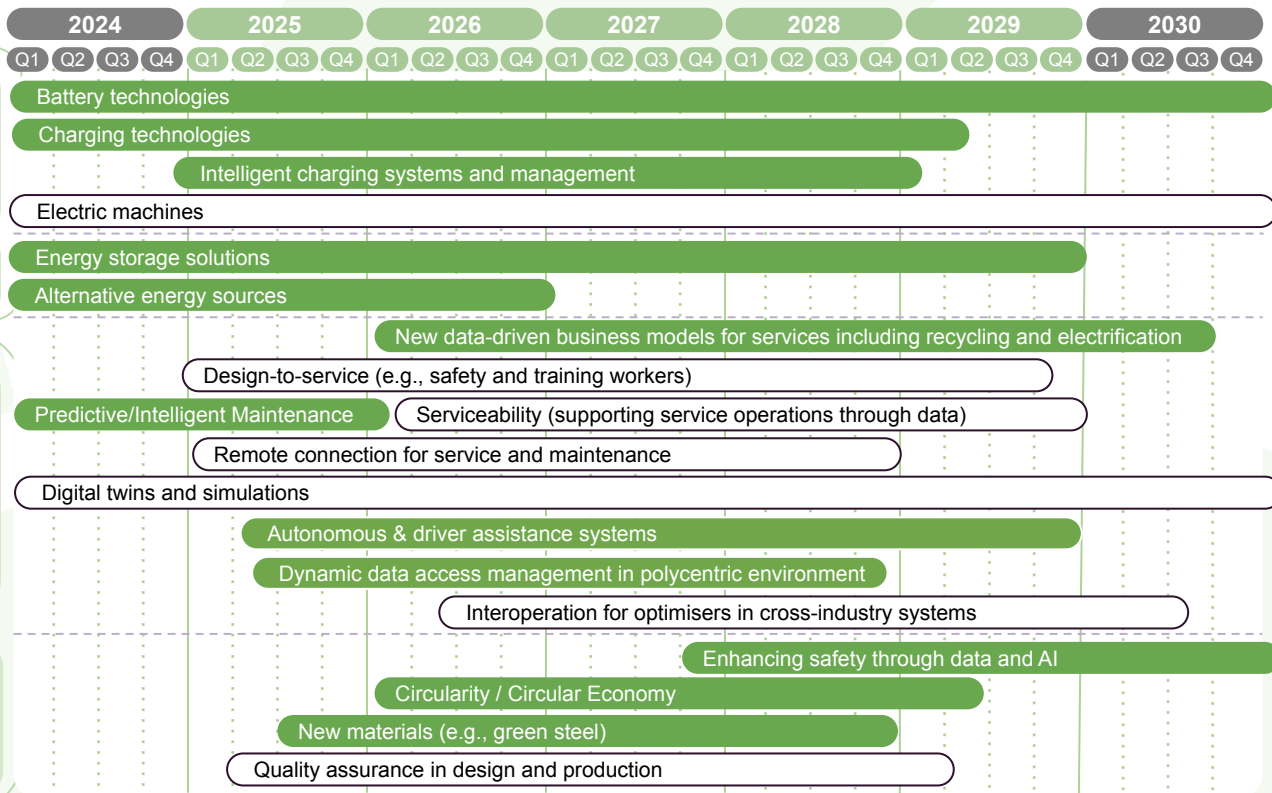 2024 2025 2026 2027 2028 2029 2030
Q1 Q2 Q3 Q4 Q1 Q2 Q3 Q4 Q1 Q2 Q3 Q4 Q1 Q2 Q3 Q4 Q1 Q2 Q3 Q4 Q1 Q2 Q3 Q4 Q1 Q2 Q3 Q4
Battery technologies
Charging technologies
Intelligent charging systems and management
Electric machines
Energy storage solutions
Alternative energy sources
New data-driven business models for services including recycling and electrification
Design-to-service (e.g., safety and training workers)
Predictive/Intelligent Maintenance Serviceability (supporting service operations through data)
Remote connection for service and maintenance
Digital twins and simulations
Autonomous & driver assistance systems
Dynamic data access management in polycentric environment
Interoperation for optimisers in cross-industry systems
Enhancing safety through data and AI
Circularity / Circular Economy
New materials (e.g., green steel)
Quality assurance in design and production